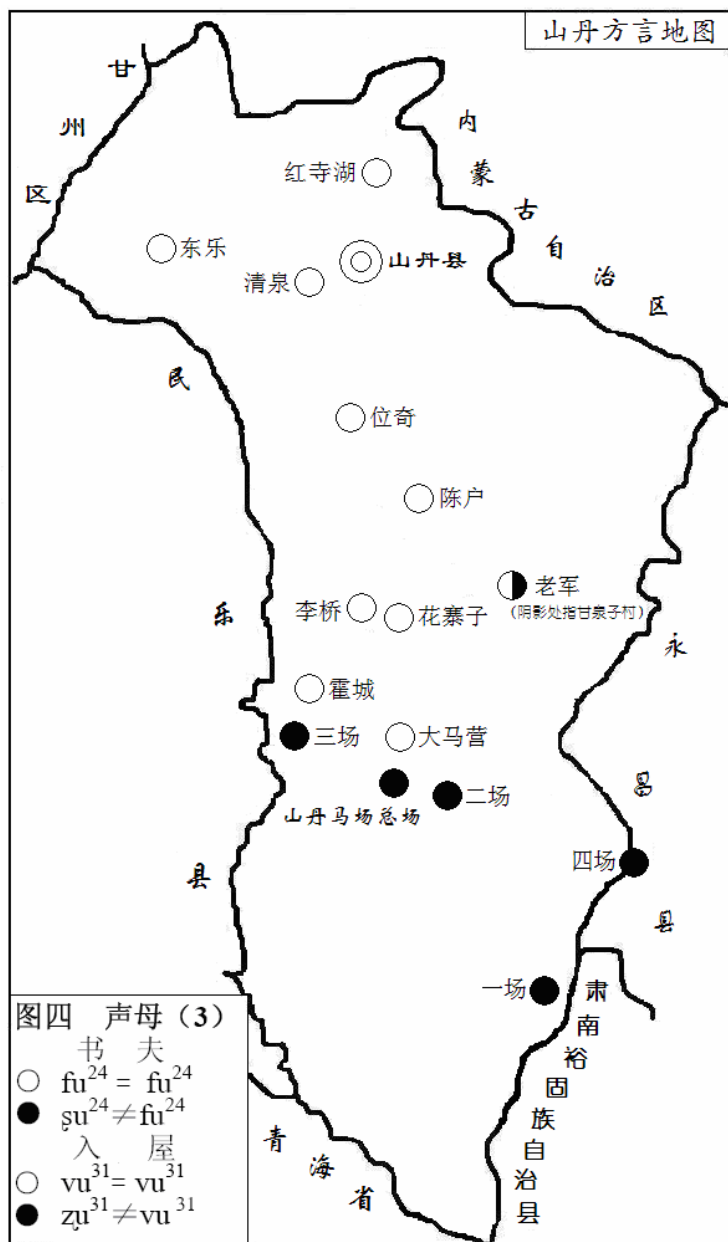 山丹方言地图
甘州区
内蒙古自治区
红寺湖
东乐
山丹县
清泉
民乐县
位奇
陈户
老军
（阴影处指甘泉子村）
李桥
花寨子
永昌县
霍城
三场
大马营
山丹马场总场
二场
四场
一场
肃南裕固族自治县
青海省
图四 声母（3）
书 夫
fu²⁴ = fu²⁴
ʂu²⁴≠fu²⁴
入 屋
vu³¹= vu³¹
ʐu³¹≠vu³¹